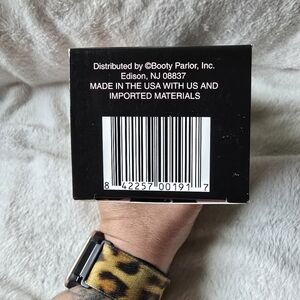 Distributed by ©Booty Parlor, Inc.
Edison, NJ 08837
MADE IN THE USA WITH US AND
IMPORTED MATERIALS
8 42257 00191 7